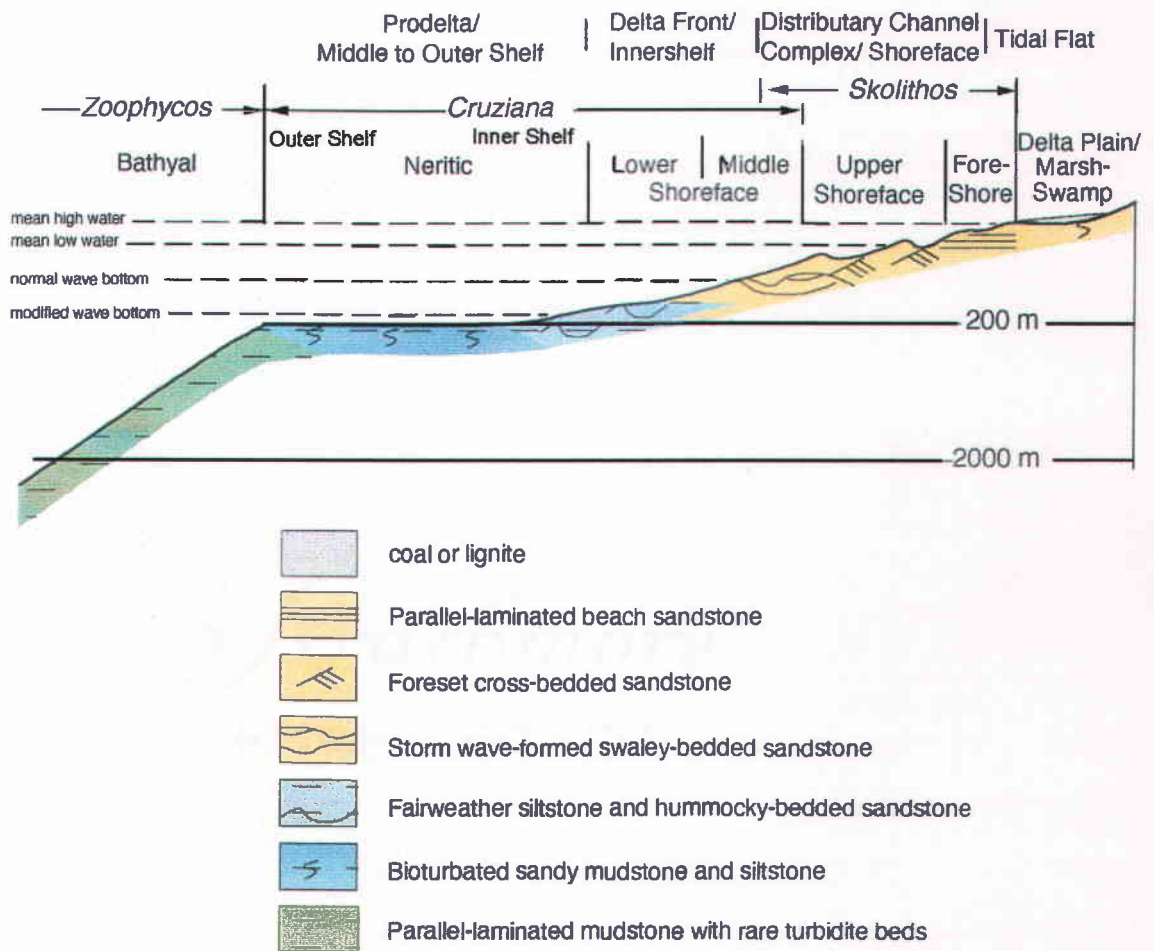 Prodelta/
Middle to Outer Shelf
Delta Front/
Innershelf
Distributary Channel
Complex/ Shoreface
Tidal Flat
Zoophycos
Cruziana
Skolithos
Bathyal
Outer Shelf
Neritic
Inner Shelf
Lower
Middle
Shoreface
Upper
Shoreface
Fore-
Shore
Delta Plain/
Marsh-
Swamp
mean high water
mean low water
normal wave bottom
modified wave bottom
200 m
2000 m
coal or lignite
Parallel-laminated beach sandstone
Foreset cross-bedded sandstone
Storm wave-formed swaley-bedded sandstone
Fairweather siltstone and hummocky-bedded sandstone
Bioturbated sandy mudstone and siltstone
Parallel-laminated mudstone with rare turbidite beds